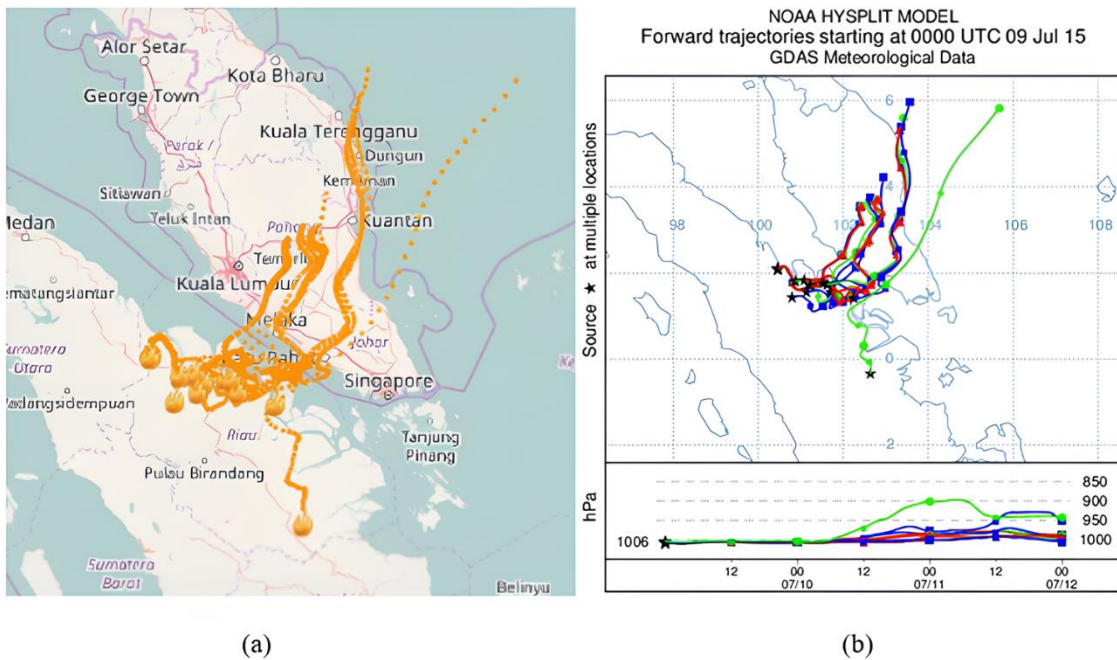 Alor Setar
Kota Bharu
George Town
Kuala Terengganu
Perak
Dungun
Sitiawan
Kemaman
Teluk Intan
Kuantan
Medan
Kuala
Melaka
Johor
Singapore
Sumatera
Utara
Riau
Tanjung
Pinang
Pulau Birandang
Sumatera
Barat
Belinyu
(a)
NOAA HYSPLIT MODEL
Forward trajectories starting at 0000 UTC 09 Jul 15
GDAS Meteorological Data
Source ★ at multiple locations
6
4
98
100
102
104
106
108
0
2
hPa
1006
850
900
950
1000
12 00 12 00 12 00
07/10 07/11 07/12
(b)